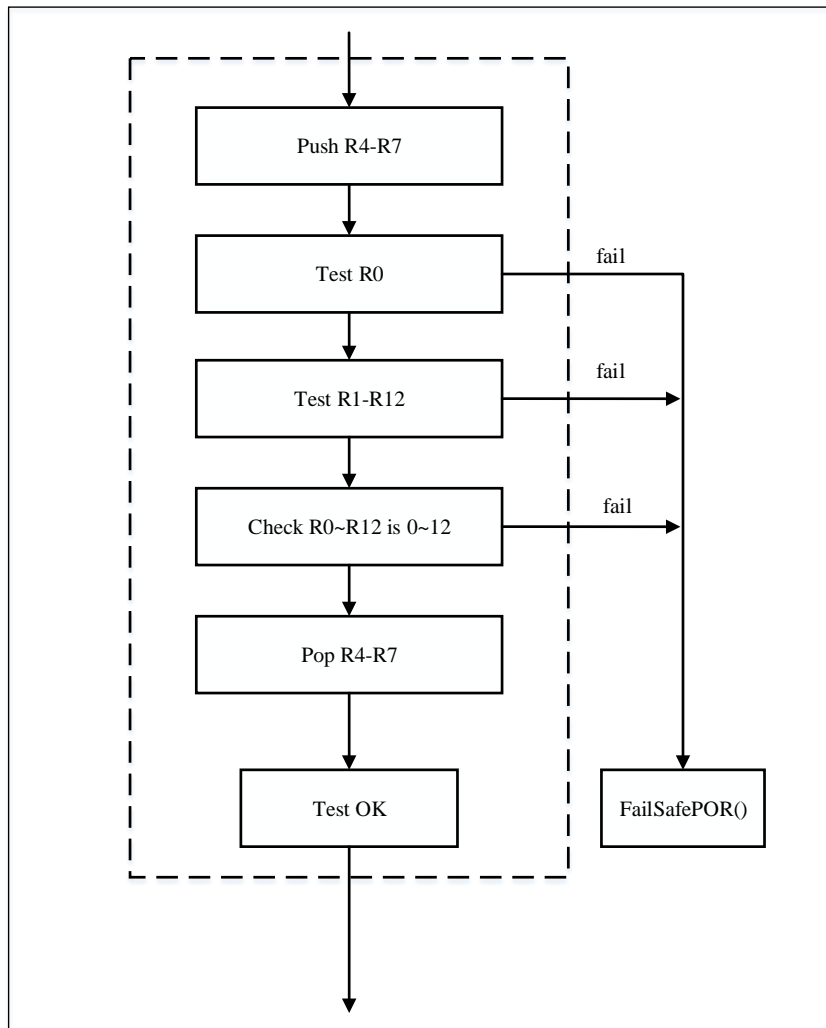 Push R4-R7
Test R0
fail
Test R1-R12
fail
Check R0~R12 is 0~12
fail
Pop R4-R7
Test OK
FailSafePOR()